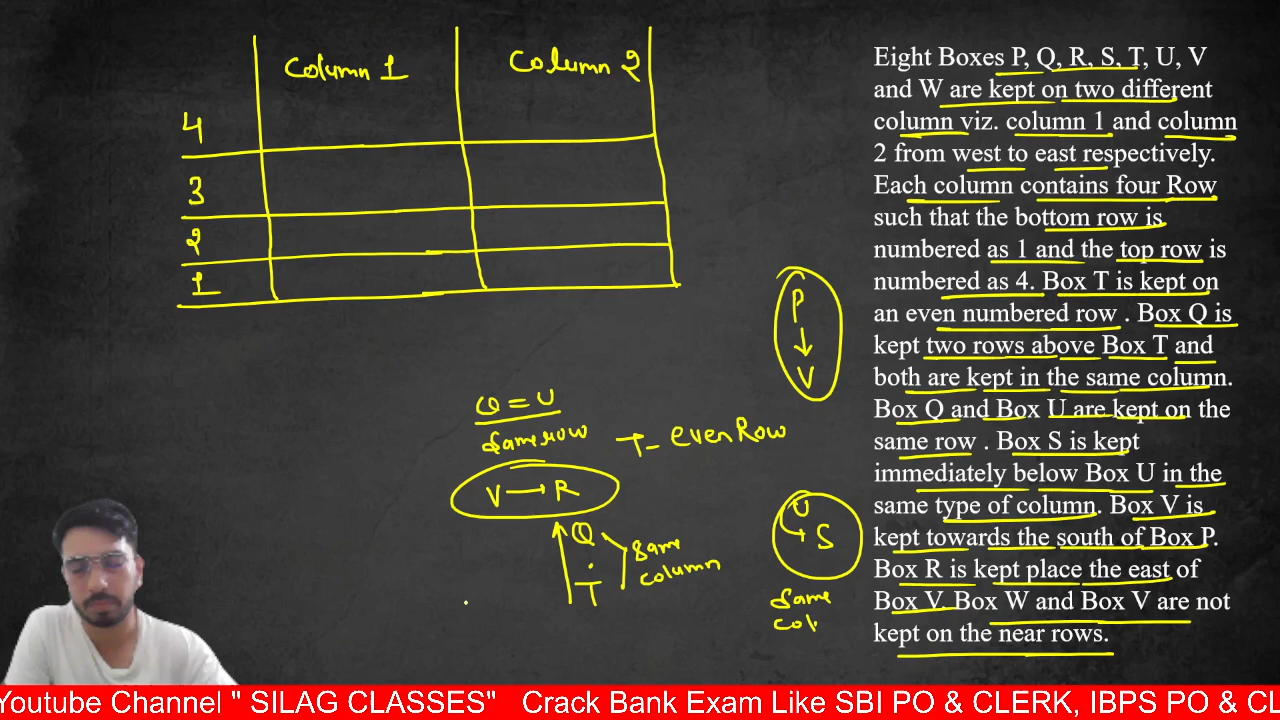 Column 1
Column 2
4
3
2
1
Eight Boxes P, Q, R, S, T, U, V
and W are kept on two different
column viz. column 1 and column
2 from west to east respectively.
Each column contains four Row
such that the bottom row is
numbered as 1 and the top row is
numbered as 4. Box T is kept on
an even numbered row . Box Q is
kept two rows above Box T and
both are kept in the same column.
Box Q and Box U are kept on the
same row . Box S is kept
immediately below Box U in the
same type of column. Box V is
kept towards the south of Box P.
Box R is kept place the east of
Box V. Box W and Box V are not
kept on the near rows.
P
↓
V
Q = U
Same row
T - even Row
V → R
Q
.
T
Same
column
U
S
Same
col
Youtube Channel " SILAG CLASSES" Crack Bank Exam Like SBI PO & CLERK, IBPS PO & CL